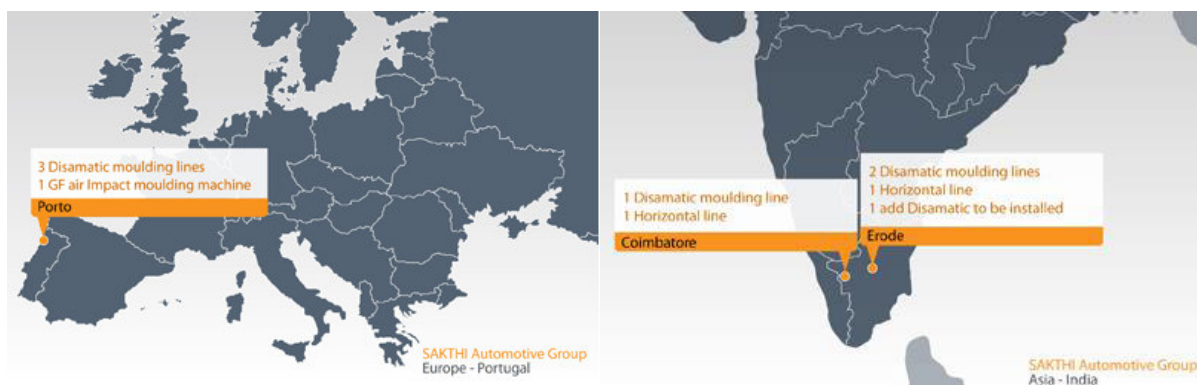 3 Disamatic moulding lines
1 GF air Impact moulding machine
Porto
SAKTHI Automotive Group
Europe - Portugal
1 Disamatic moulding line
1 Horizontal line
Coimbatore
2 Disamatic moulding lines
1 Horizontal line
1 add Disamatic to be installed
Erode
SAKTHI Automotive Group
Asia - India